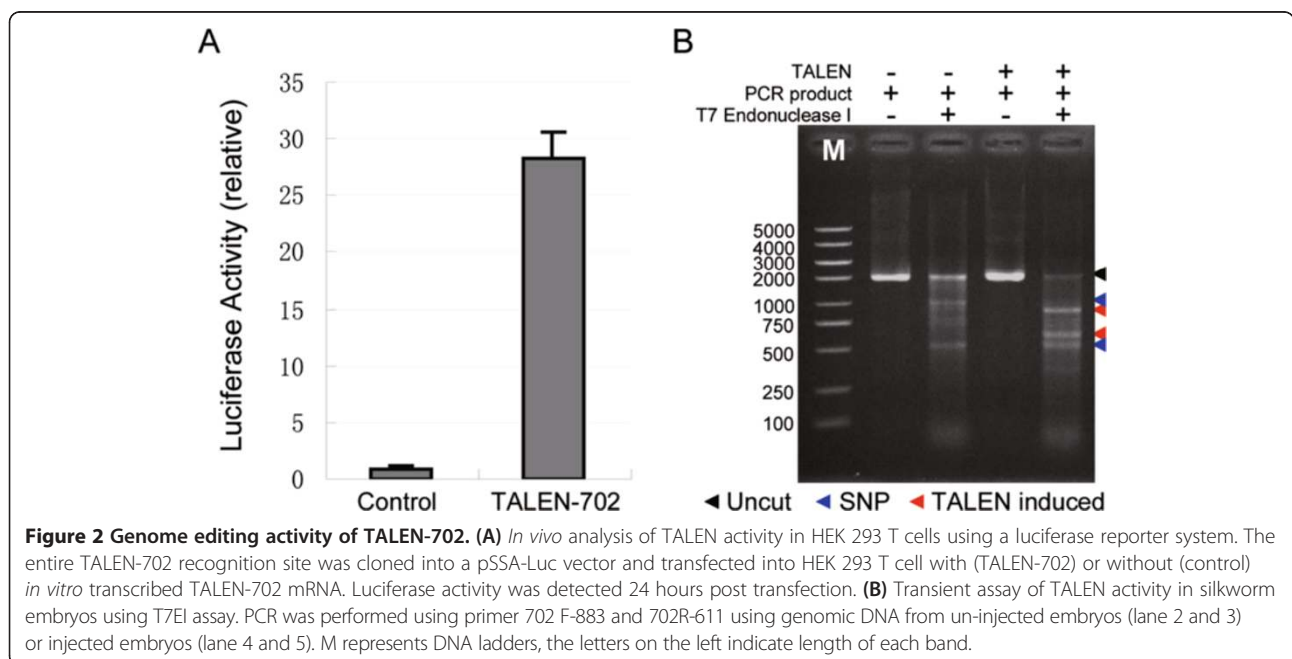 A
Luciferase Activity (relative)
35
30
25
20
15
10
5
0
Control TALEN-702
B
TALEN - - + +
PCR product + + + +
T7 Endonuclease I - + - +
M
5000
4000
3000
2000
1000
750
500
250
100
◄ Uncut ◄ SNP ◄ TALEN induced
Figure 2 Genome editing activity of TALEN-702. (A) In vivo analysis of TALEN activity in HEK 293 T cells using a luciferase reporter system. The
entire TALEN-702 recognition site was cloned into a pSSA-Luc vector and transfected into HEK 293 T cell with (TALEN-702) or without (control)
in vitro transcribed TALEN-702 mRNA. Luciferase activity was detected 24 hours post transfection. (B) Transient assay of TALEN activity in silkworm
embryos using T7EI assay. PCR was performed using primer 702 F-883 and 702R-611 using genomic DNA from un-injected embryos (lane 2 and 3)
or injected embryos (lane 4 and 5). M represents DNA ladders, the letters on the left indicate length of each band.